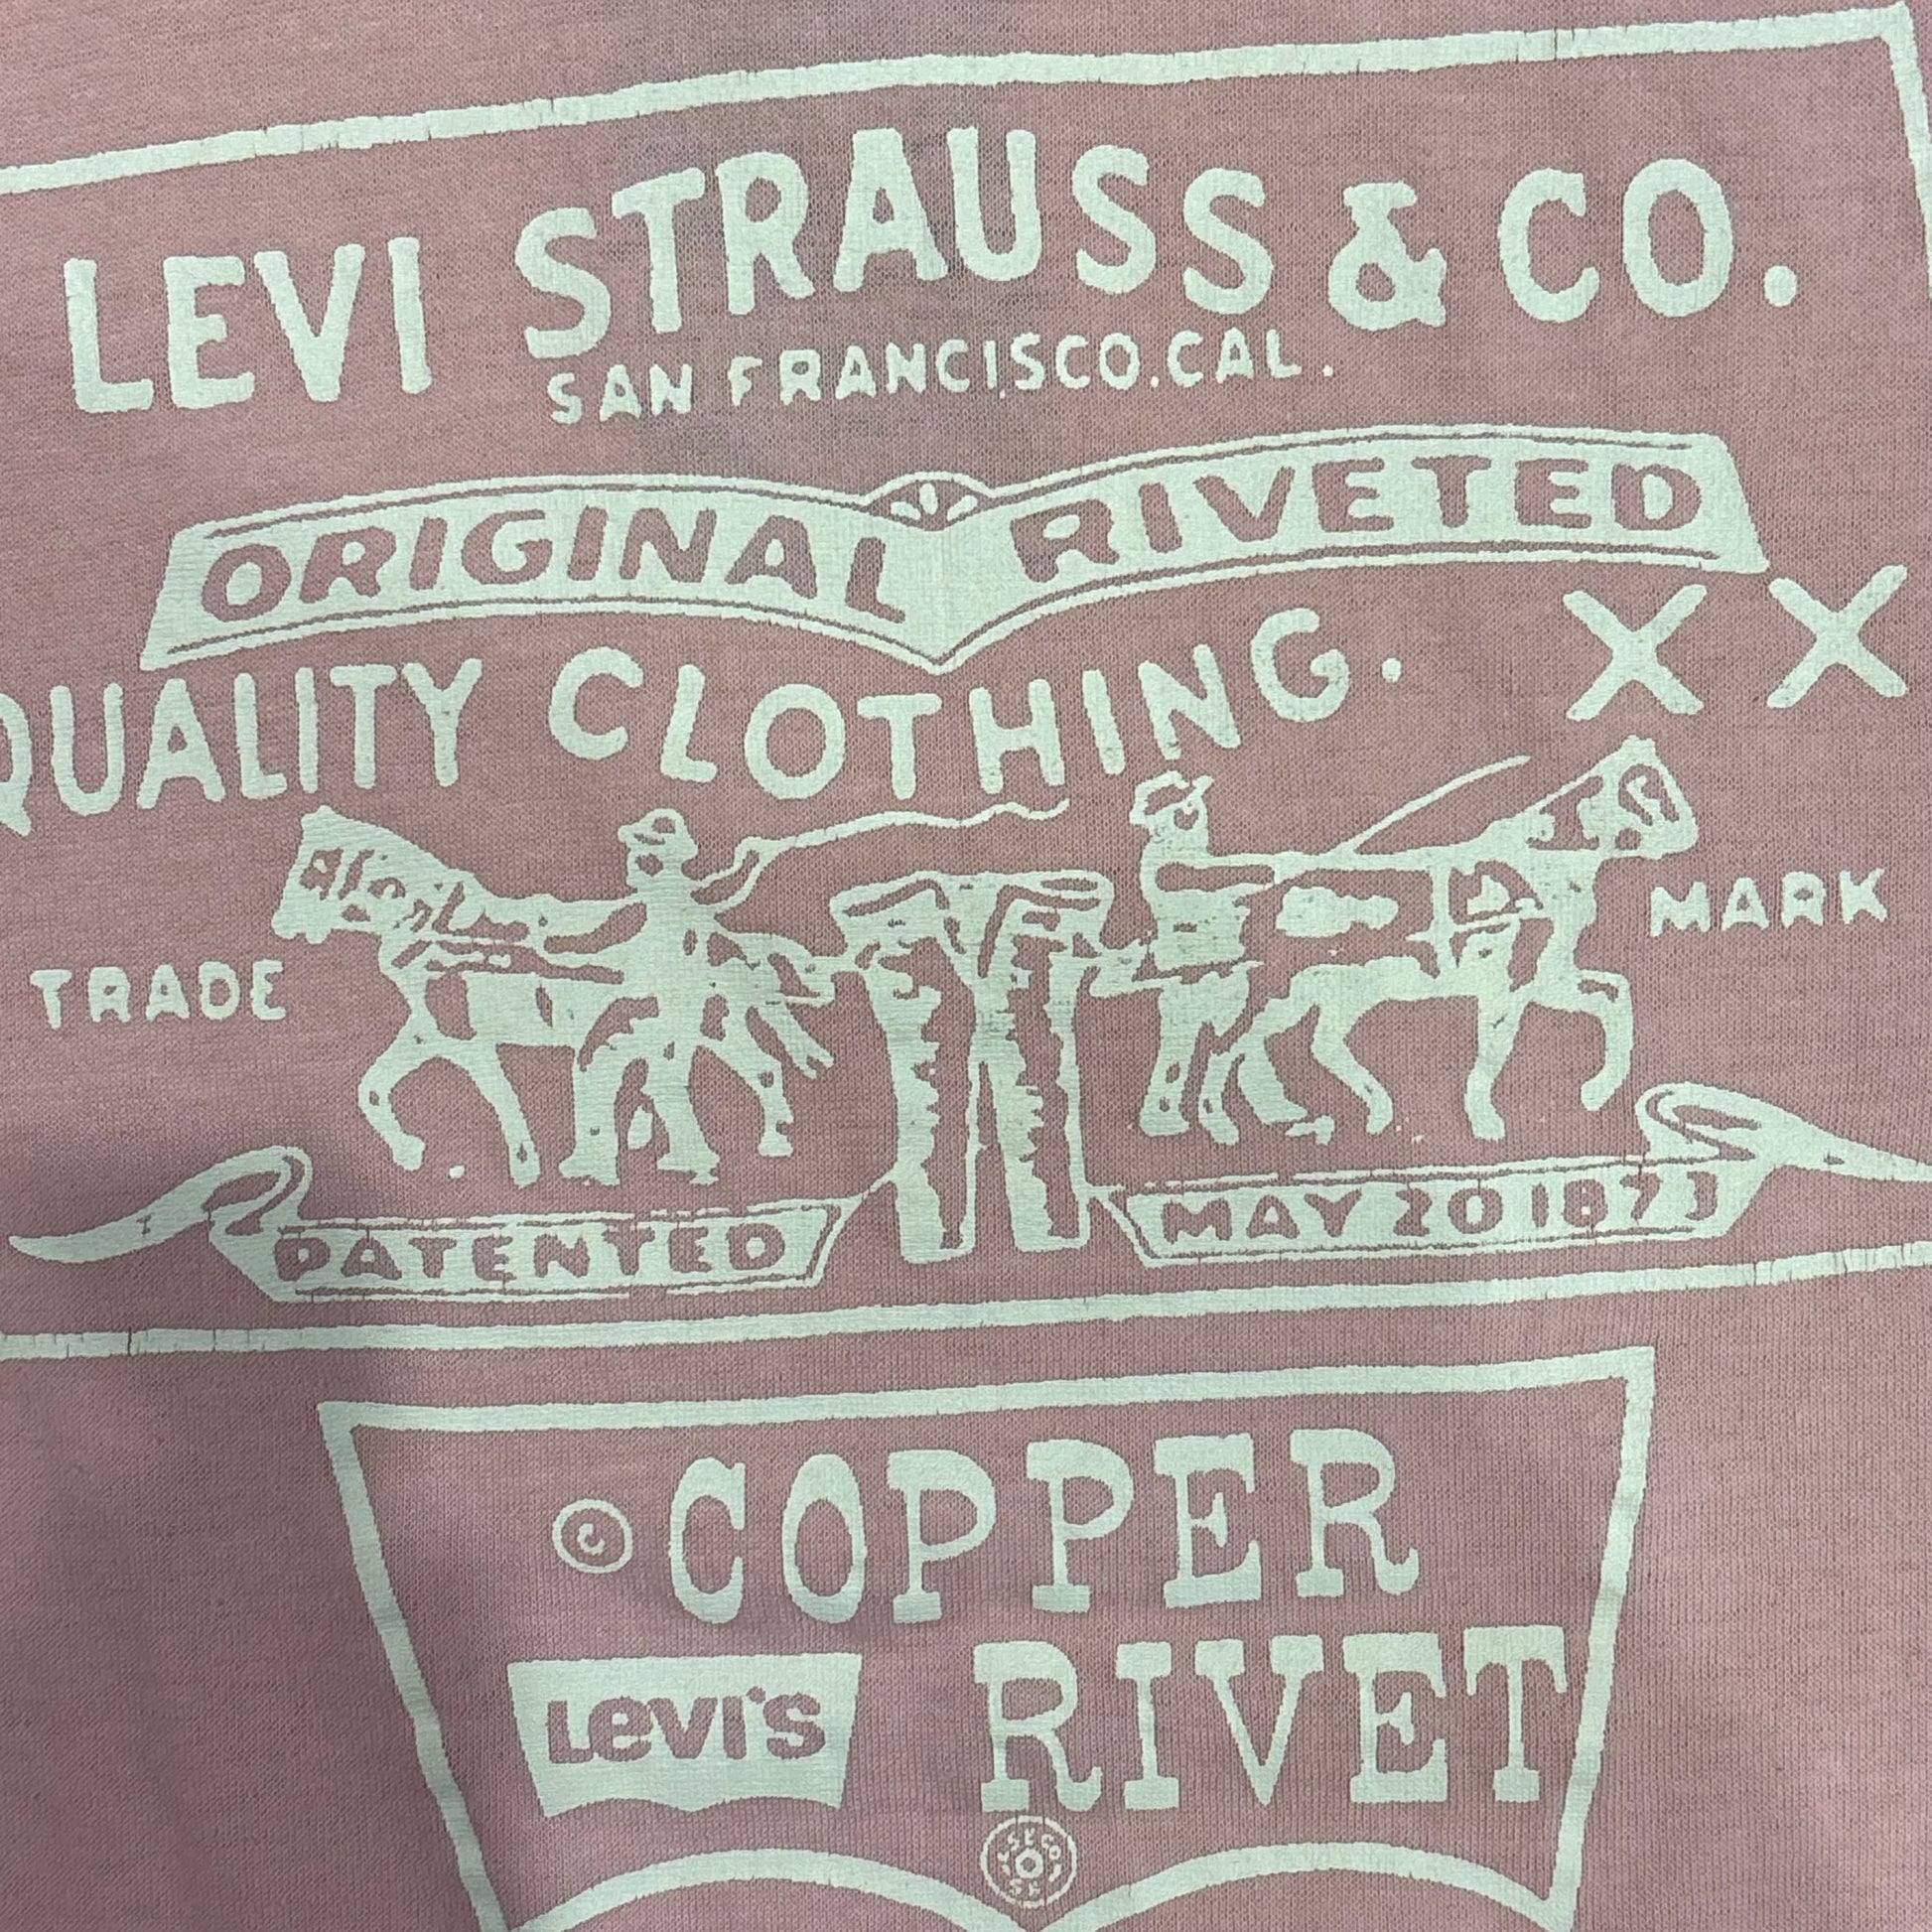 LEVI STRAUSS & CO.
SAN FRANCISCO.CAL.
ORIGINAL RIVETED
QUALITY CLOTHING. XX
TRADE MARK
PATENTED MAY 20 1873
© COPPER
LEVI'S RIVET